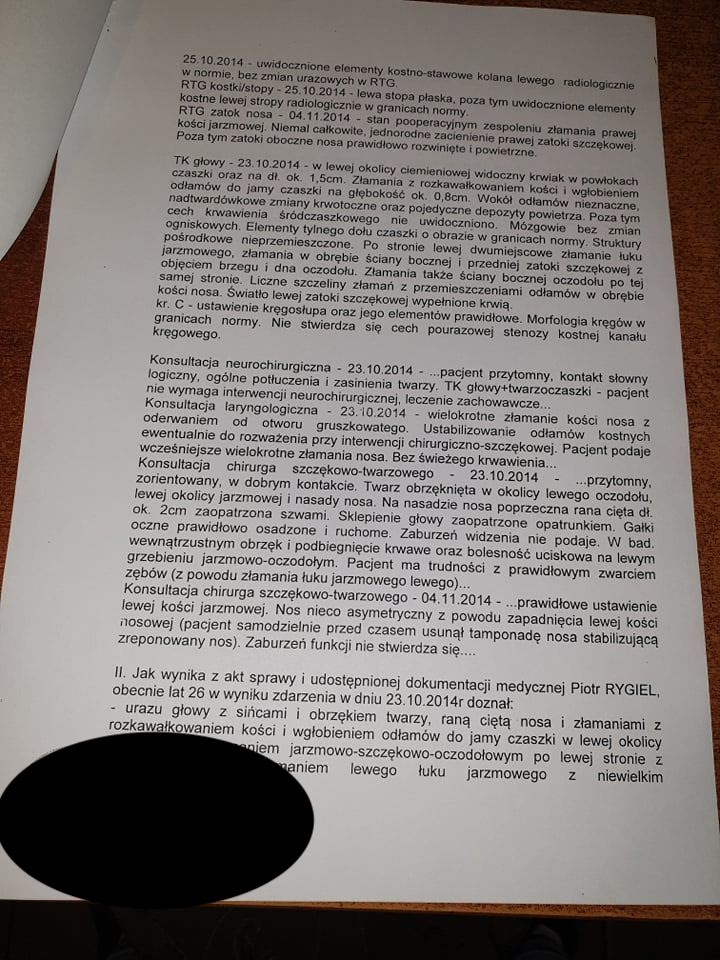 25.10.2014 - uwidocznione elementy kostno-stawowe kolana lewego radiologicznie
w normie, bez zmian urazowych w RTG.
RTG kostki/stopy - 25.10.2014 - lewa stopa płaska, poza tym uwidocznione elementy
kostne lewej stropy radiologicznie w granicach normy.
RTG zatok nosa - 04.11.2014 - stan pooperacyjnym zespoleniu złamania prawej
kości jarzmowej. Niemal całkowite, jednorodne zacienienie prawej zatoki szczękowej.
Poza tym zatoki oboczne nosa prawidłowo rozwinięte i powietrzne.
TK głowy - 23.10.2014 - w lewej okolicy ciemieniowej widoczny krwiak w powłokach
czaszki oraz na dł. ok. 1,5cm. Złamania z rozkawałkowaniem kości i wgłobieniem
odłamów do jamy czaszki na głębokość ok. 0,8cm. Wokół odłamów nieznaczne,
nadtwardówkowe zmiany krwotoczne oraz pojedyczne depozyty powietrza. Poza tym
cech krwawienia śródczaszkowego nie uwidoczniono. Mózgowie bez zmian
ogniskowych. Elementy tylnego dołu czaszki o obrazie w granicach normy. Struktury
pośrodkowe nieprzemieszczone. Po stronie lewej dwumiejscowe złamanie łuku
jarzmowego, złamania w obrębie ściany bocznej i przedniej zatoki szczękowej z
objęciem brzegu i dna oczodołu. Złamania także ściany bocznej oczodołu po tej
samej stronie. Liczne szczeliny złamań z przemieszczeniami odłamów w obrębie
kości nosa. Światło lewej zatoki szczękowej wypełnione krwią.
kr. C - ustawienie kręgosłupa oraz jego elementów prawidłowe. Morfologia kręgów w
granicach normy. Nie stwierdza się cech pourazowej stenozy kostnej kanału
kręgowego.
Konsultacja neurochirurgiczna - 23.10.2014 - ...pacjent przytomny, kontakt słowny
logiczny, ogólne potłuczenia i zasinienia twarzy. TK głowy+twarzoczaszki - pacjent
nie wymaga interwencji neurochirurgicznej, leczenie zachowawcze...
Konsultacja laryngologiczna - 23.10.2014 - wielokrotne złamanie kości nosa z
oderwaniem od otworu gruszkowatego. Ustabilizowanie odłamów kostnych
ewentualnie do rozważania przy interwencji chirurgiczno-szczękowej. Pacjent podaje
wcześniejsze wielokrotne złamania nosa. Bez świeżego krwawienia...
Konsultacja chirurga szczękowo-twarzowego - 23.10.2014 - ...przytomny,
zorientowany, w dobrym kontakcie. Twarz obrzęknięta w okolicy lewego oczodołu,
lewej okolicy jarzmowej i nasady nosa. Na nasadzie nosa poprzeczna rana cięta dł.
ok. 2cm zaopatrzona szwami. Sklepienie głowy zaopatrzone opatrunkiem. Gałki
oczne prawidłowo osadzone i ruchome. Zaburzeń widzenia nie podaje. W bad.
wewnątrzustnym obrzęk i podbiegnięcie krwawe oraz bolesność uciskowa na lewym
grzebieniu jarzmowo-oczodołym. Pacjent ma trudności z prawidłowym zwarciem
zębów (z powodu złamania łuku jarzmowego lewego)...
Konsultacja chirurga szczękowo-twarzowego - 04.11.2014 - ...prawidłowe ustawienie
lewej kości jarzmowej. Nos nieco asymetryczny z powodu zapadnięcia lewej kości
nosowej (pacjent samodzielnie przed czasem usunął tamponadę nosa stabilizującą
zreponowany nos). Zaburzeń funkcji nie stwierdza się....
II. Jak wynika z akt sprawy i udostępnionej dokumentacji medycznej Piotr RYGIEL,
obecnie lat 26 w wyniku zdarzenia w dniu 23.10.2014r doznał:
- urazu głowy z sińcami i obrzękiem twarzy, raną ciętą nosa i złamaniami z
rozkawałkowaniem kości i wgłobieniem odłamów do jamy czaszki w lewej okolicy
jarzmowo-szczękowo-oczodołowym po lewej stronie z
lewego łuku jarzmowego z niewielkim